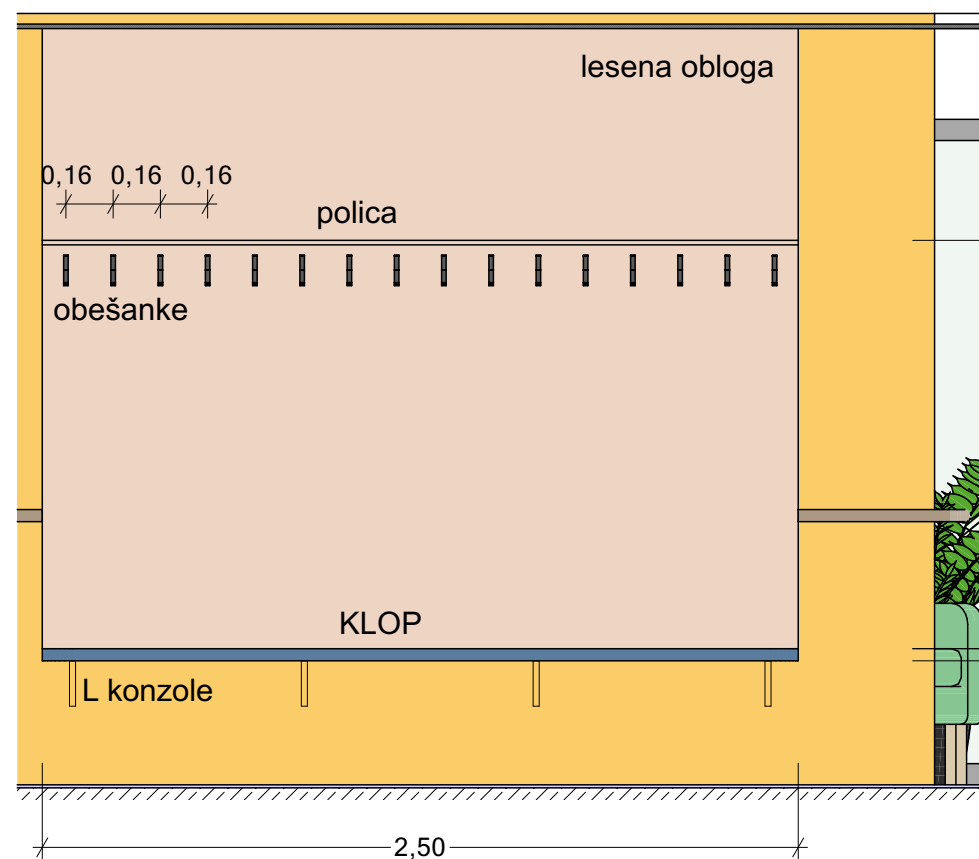 lesena obloga
0,16 0,16 0,16
polica
obešanke
KLOP
L konzole
2,50